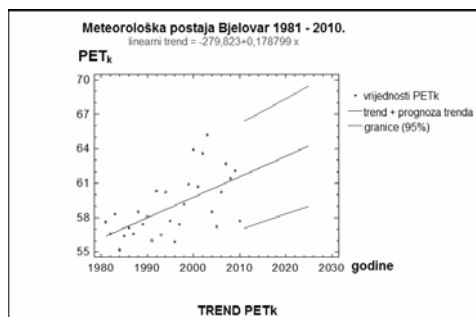 Meteorološka postaja Bjelovar 1981 - 2010.
linearni trend = -279,823+0,178799 x
PETk
70
67
64
61
58
55
1980 1990 2000 2010 2020 2030
godine
vrijednosti PETk
trend + prognoza trenda
granice (95%)
TREND PETk